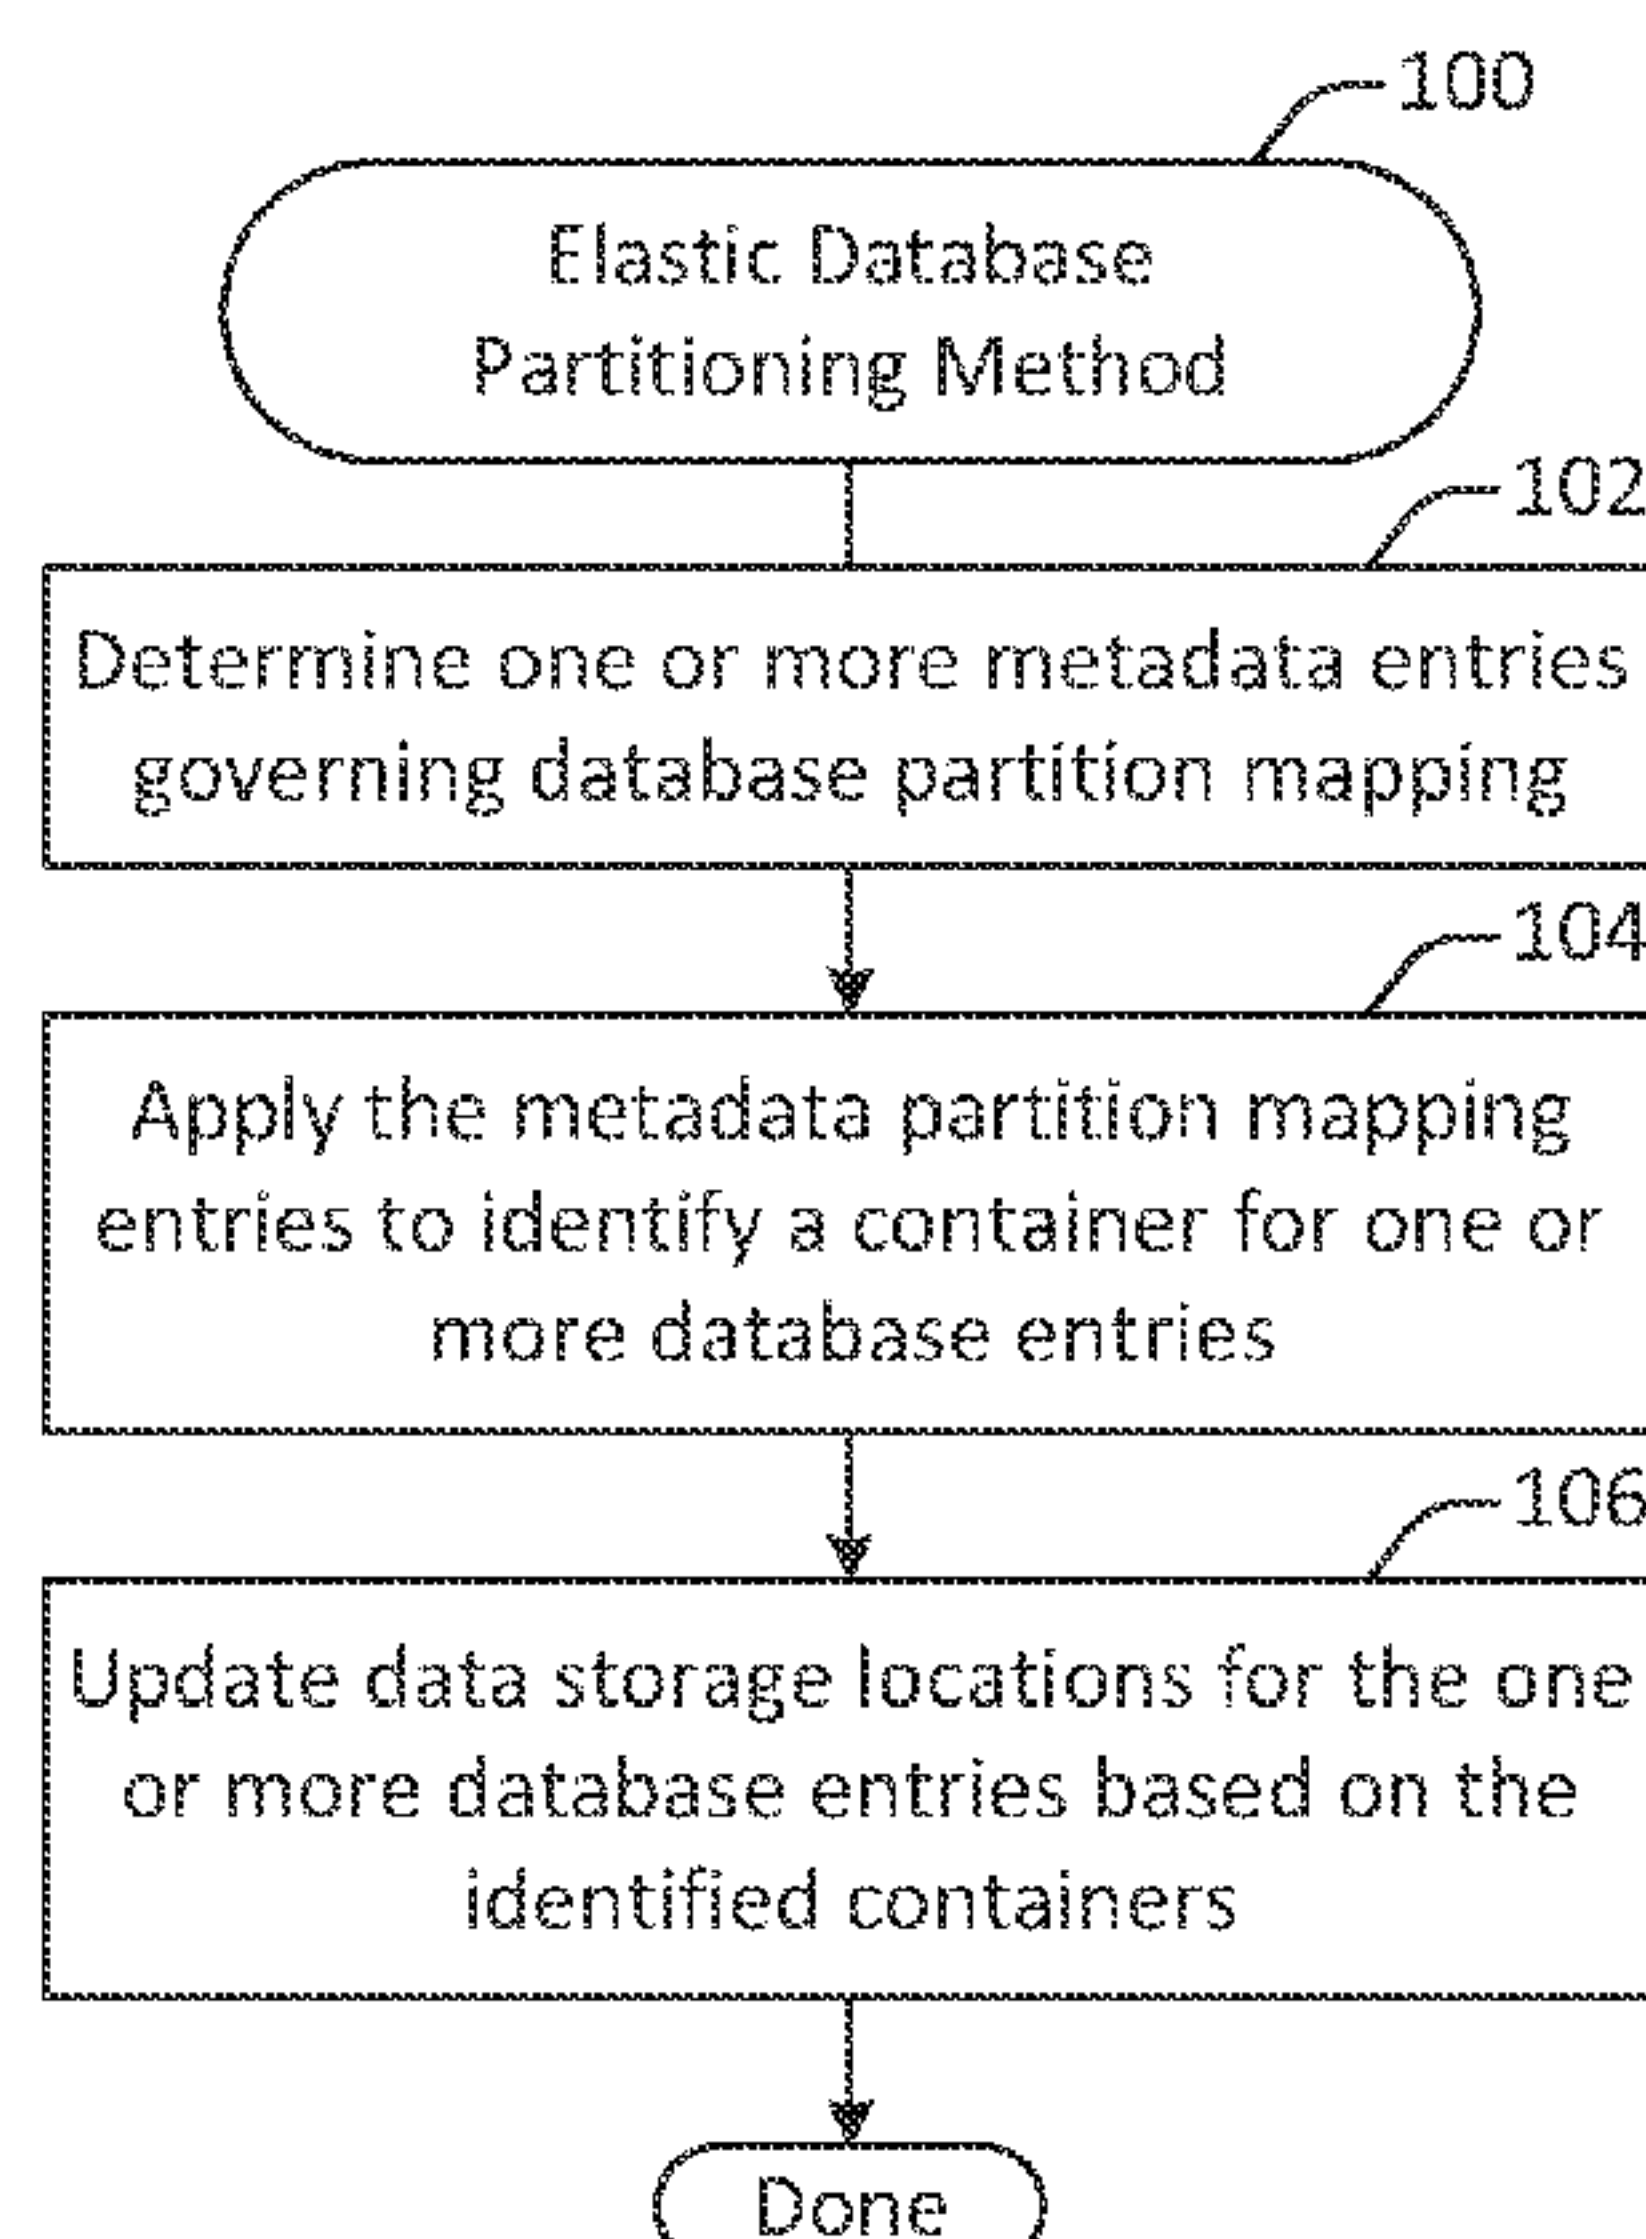 100
Elastic Database
Partitioning Method
102
Determine one or more metadata entries
governing database partition mapping
104
Apply the metadata partition mapping
entries to identify a container for one or
more database entries
106
Update data storage locations for the one
or more database entries based on the
identified containers
Done